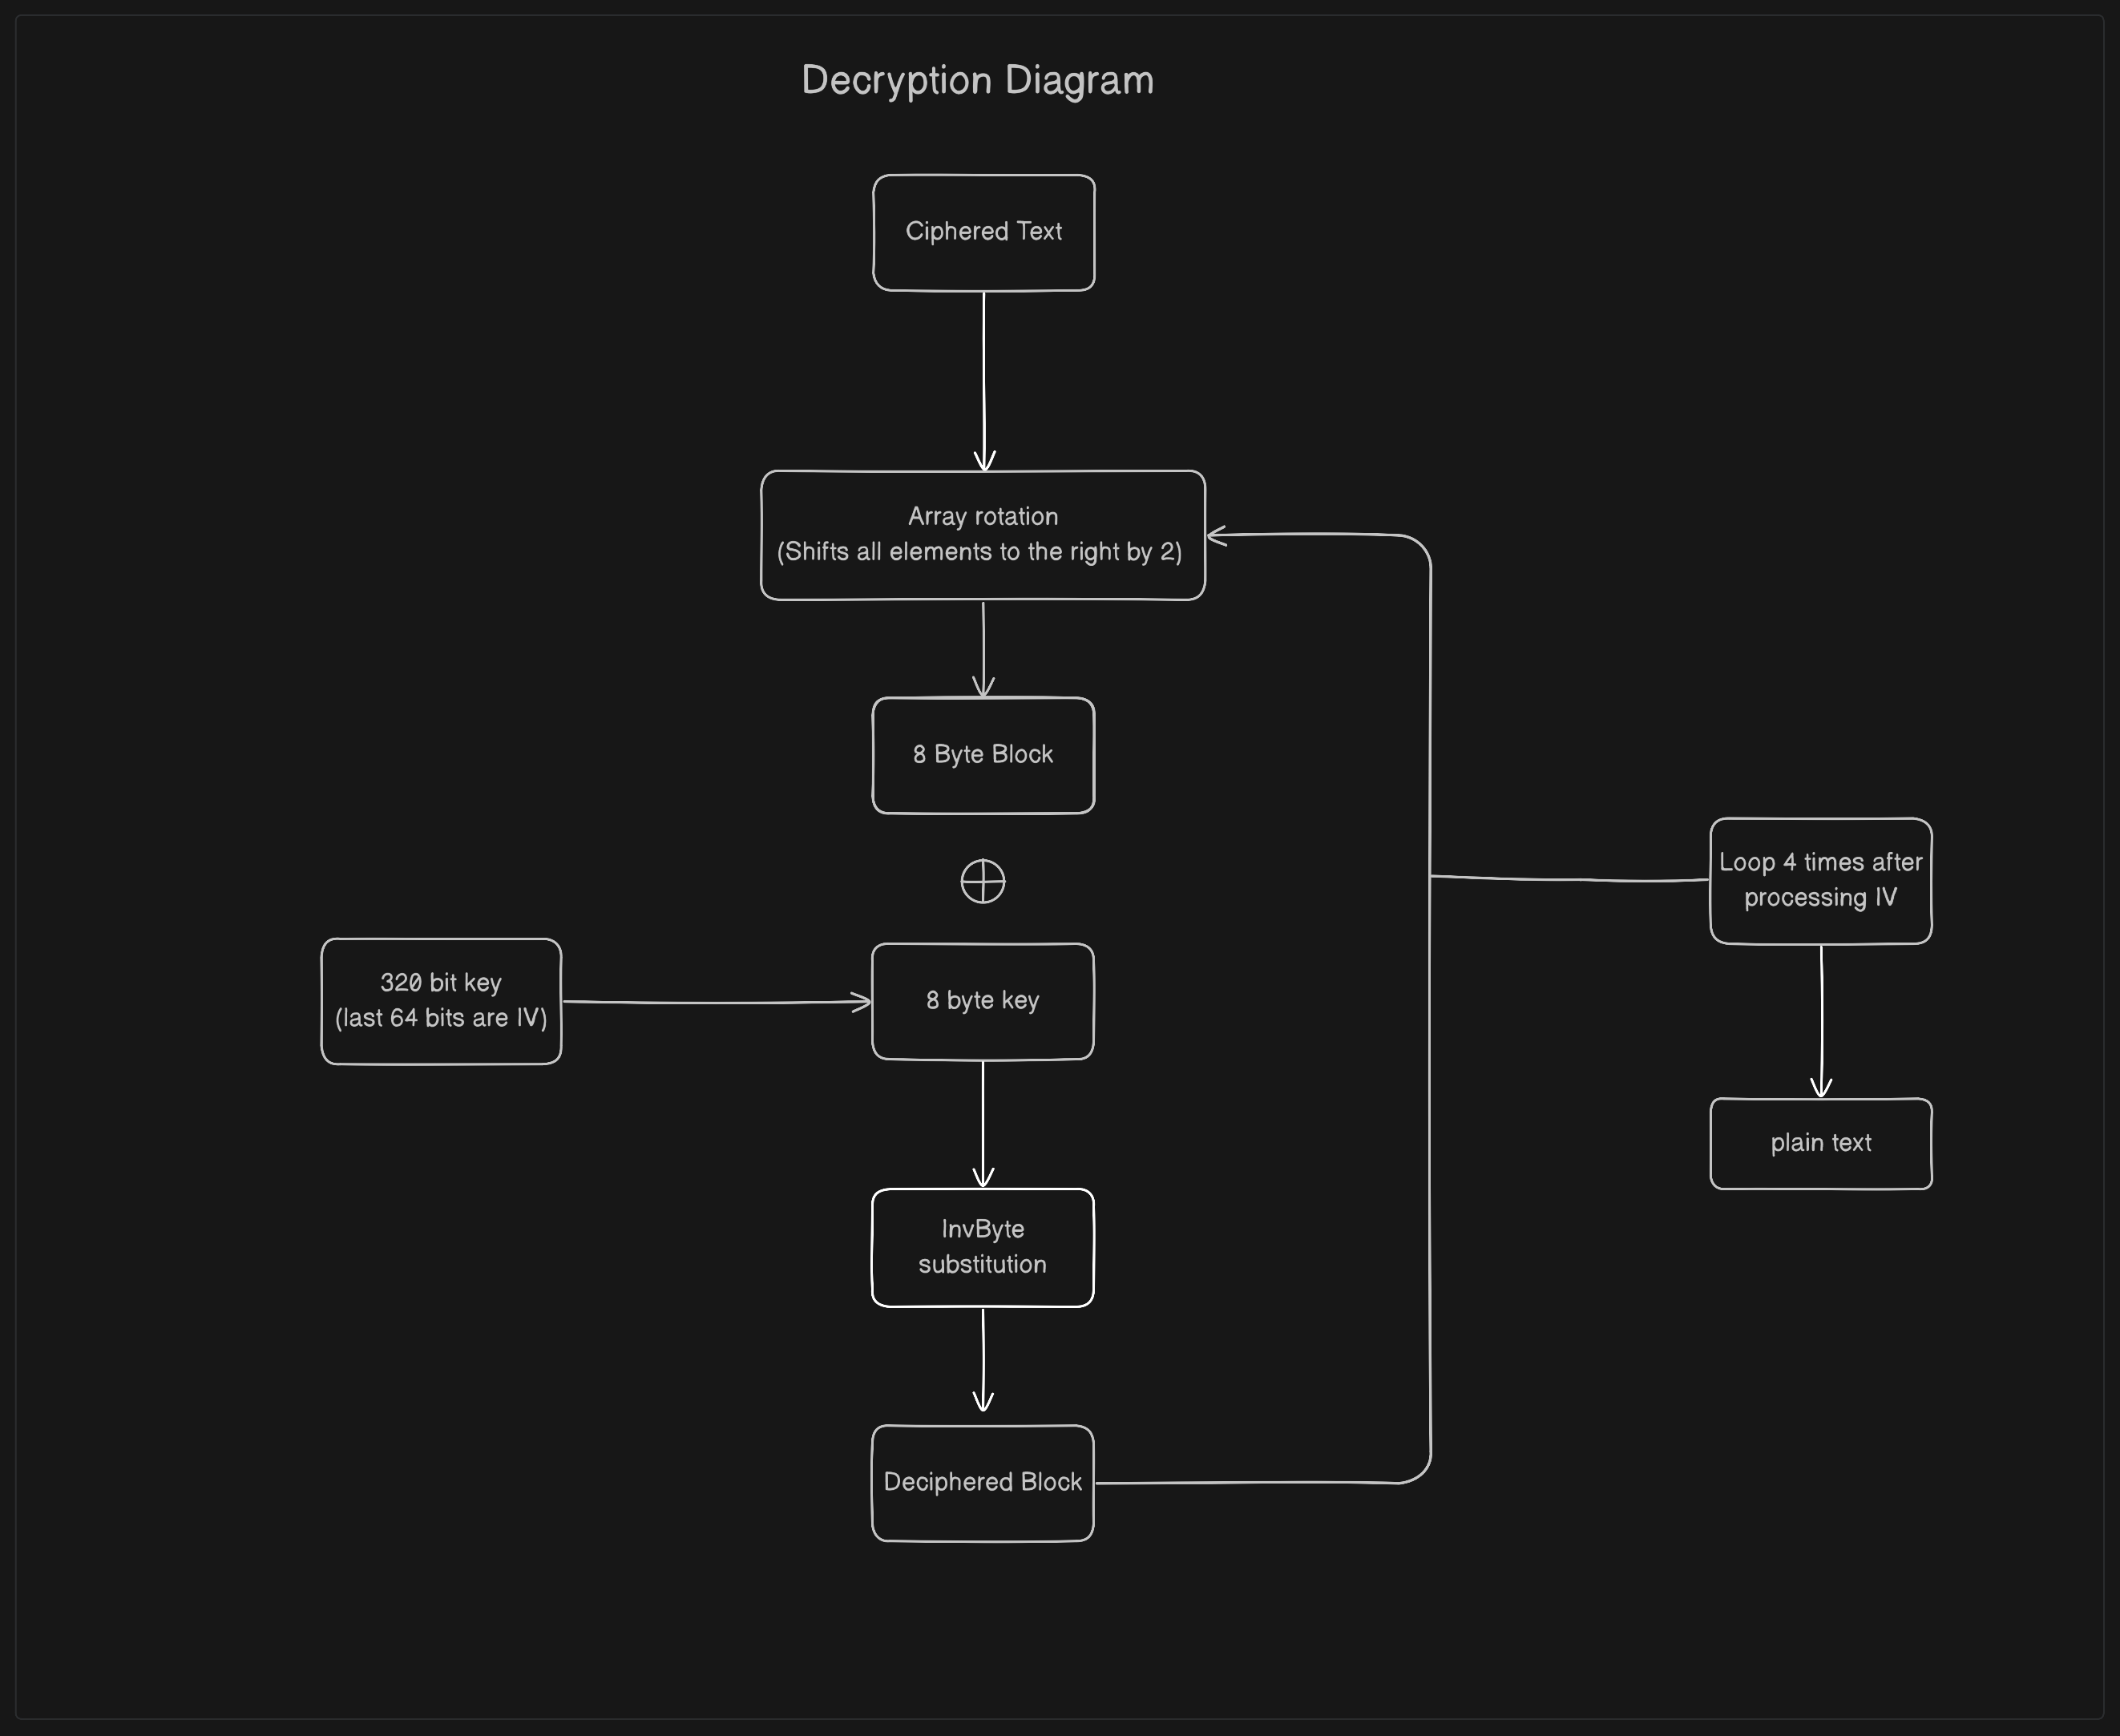 Decryption Diagram
Ciphered Text
Array rotation
(Shifts all elements to the right by 2)
8 Byte Block
Loop 4 times after
processing IV
320 bit key
(last 64 bits are IV)
8 byte key
plain text
InvByte
substitution
Deciphered Block